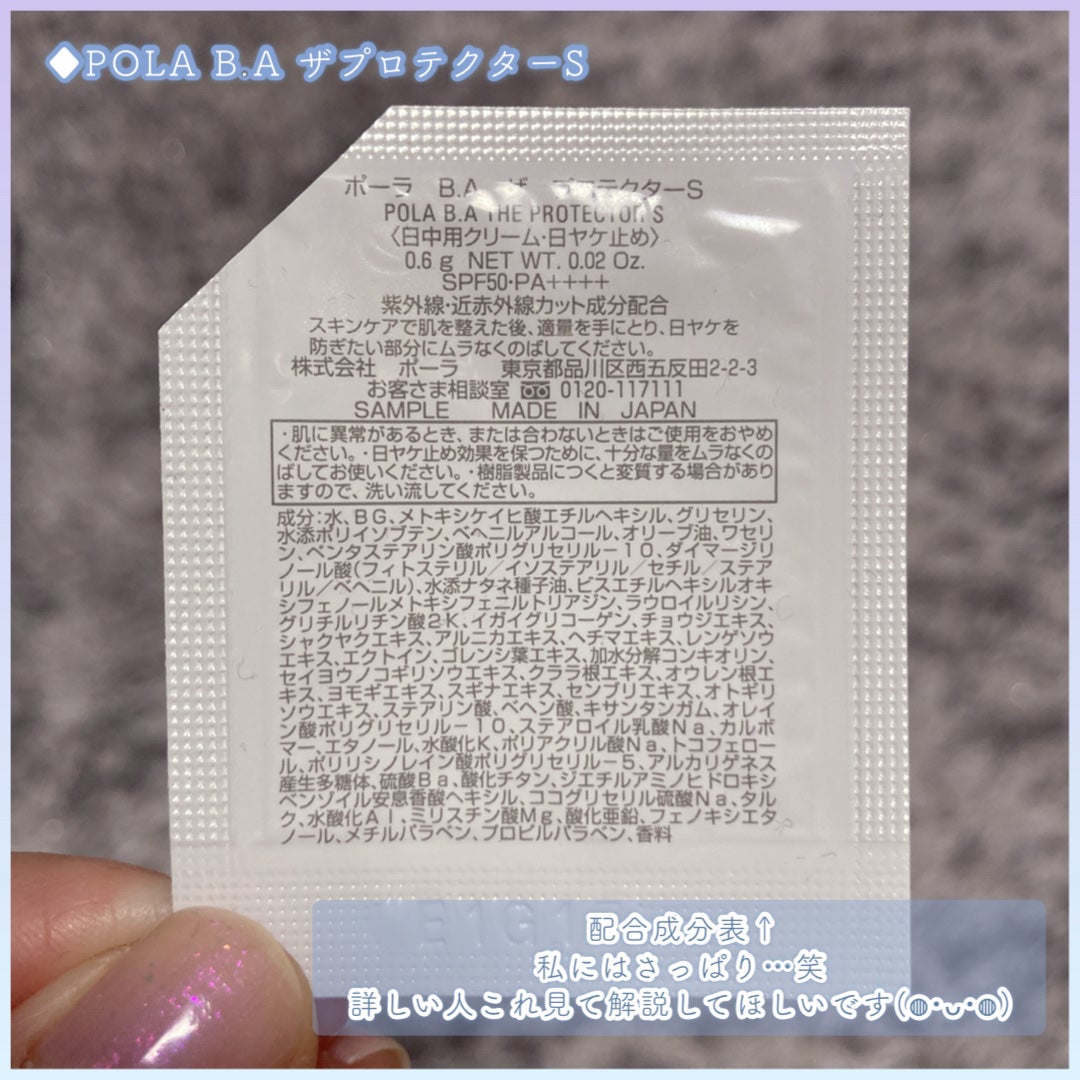 ◆POLA B.A ザプロテクターS
ポーラ B.A ザ プロテクターS
POLA B.A THE PROTECTOR S
〈日中用クリーム・日ヤケ止め〉
0.6 g NET WT. 0.02 Oz.
SPF50・PA++++
紫外線・近赤外線カット成分配合
スキンケアで肌を整えた後、適量を手にとり、日ヤケを
防ぎたい部分にムラなくのばしてください。
株式会社 ポーラ 東京都品川区西五反田2-2-3
お客さま相談室 0120-117111
SAMPLE MADE IN JAPAN
・肌に異常があるとき、または合わないときはご使用をおやめ
ください。・日ヤケ止め効果を保つために、十分な量をムラなくの
ばしてお使いください。・樹脂製品につくと変質する場合があり
ますので、洗い流してください。
成分：水、BG、メトキシケイヒ酸エチルヘキシル、グリセリン、
水添ポリイソブテン、ベヘニルアルコール、オリーブ油、ワセリ
ン、ペンタステアリン酸ポリグリセリル－10、ダイマージリ
ノール酸（フィトステリル／イソステアリル／セチル／ステア
リル／ベヘニル）、水添ナタネ種子油、ビスエチルヘキシルオキ
シフェノールメトキシフェニルトリアジン、ラウロイルリシン、
グリチルリチン酸2K、イガイグリコーゲン、チョウジエキス、
シャクヤクエキス、アルニカエキス、ヘチマエキス、レンゲソウ
エキス、エクトイン、ゴレンシ葉エキス、加水分解コンキオリン、
セイヨウノコギリソウエキス、クララ根エキス、オウレン根エ
キス、ヨモギエキス、スギナエキス、センブリエキス、オトギリ
ソウエキス、ステアリン酸、ベヘン酸、キサンタンガム、オレイ
ン酸ポリグリセリル－10、ステアロイル乳酸Na、カルボ
マー、エタノール、水酸化K、ポリアクリル酸Na、トコフェロー
ル、ポリリシノレイン酸ポリグリセリル－5、アルカリゲネス
産生多糖体、硫酸Ba、酸化チタン、ジエチルアミノヒドロキシ
ベンゾイル安息香酸ヘキシル、ココグリセリル硫酸Na、タル
ク、水酸化Al、ミリスチン酸Mg、酸化亜鉛、フェノキシエタ
ノール、メチルパラベン、プロピルパラベン、香料
配合成分表↑
私にはさっぱり…笑
詳しい人これ見て解説してほしいです(◍•ᴗ•◍)